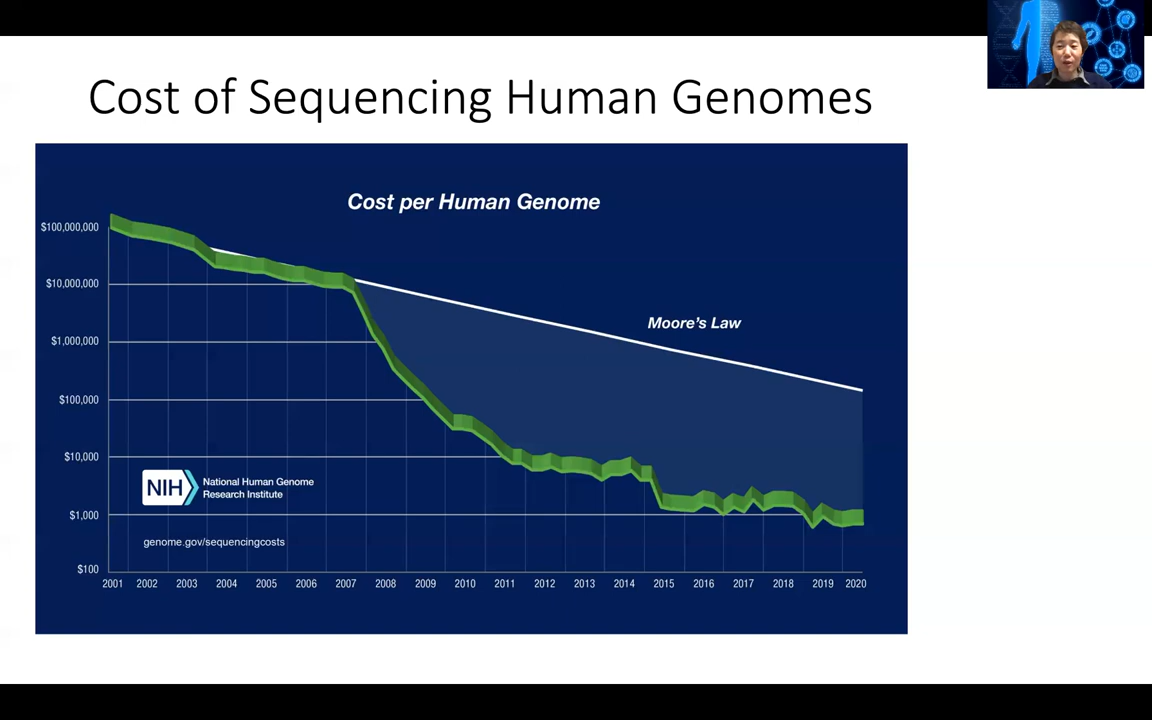 Cost of Sequencing Human Genomes
Cost per Human Genome
$100,000,000
$10,000,000
$1,000,000
$100,000
$10,000
$1,000
$100
Moore's Law
NIH
National Human Genome
Research Institute
genome.gov/sequencingcosts
2001 2002 2003 2004 2005 2006 2007 2008 2009 2010 2011 2012 2013 2014 2015 2016 2017 2018 2019 2020